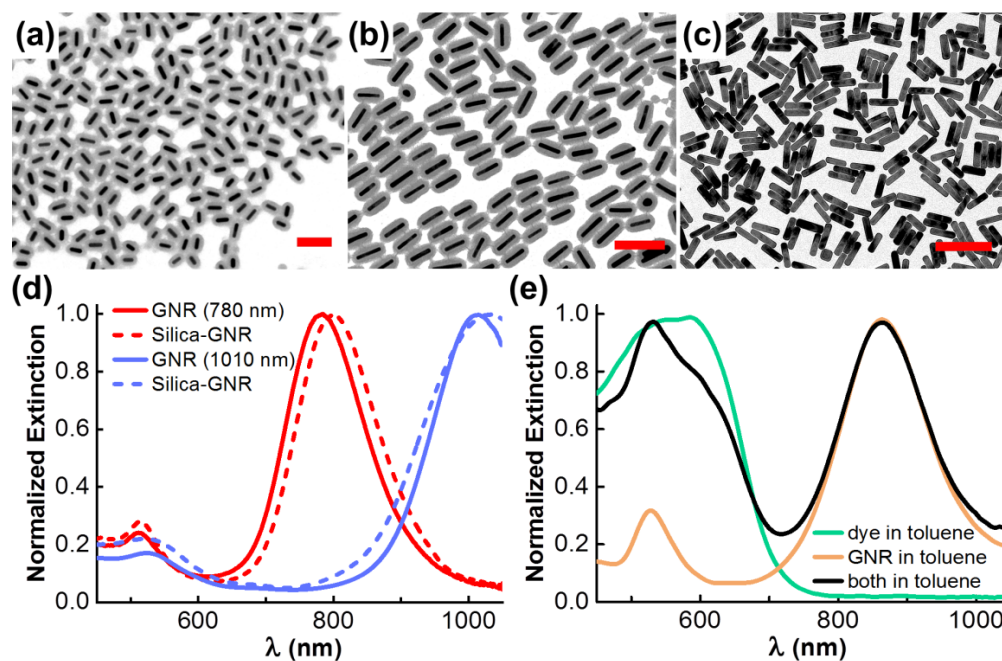 (a)
(b)
(c)
(d)
GNR (780 nm)
Silica-GNR
GNR (1010 nm)
Silica-GNR
Normalized Extinction
1.0
0.8
0.6
0.4
0.2
0.0
600
800
1000
λ (nm)
(e)
Normalized Extinction
1.0
0.8
0.6
0.4
0.2
0.0
dye in toluene
GNR in toluene
both in toluene
600
800
1000
λ (nm)